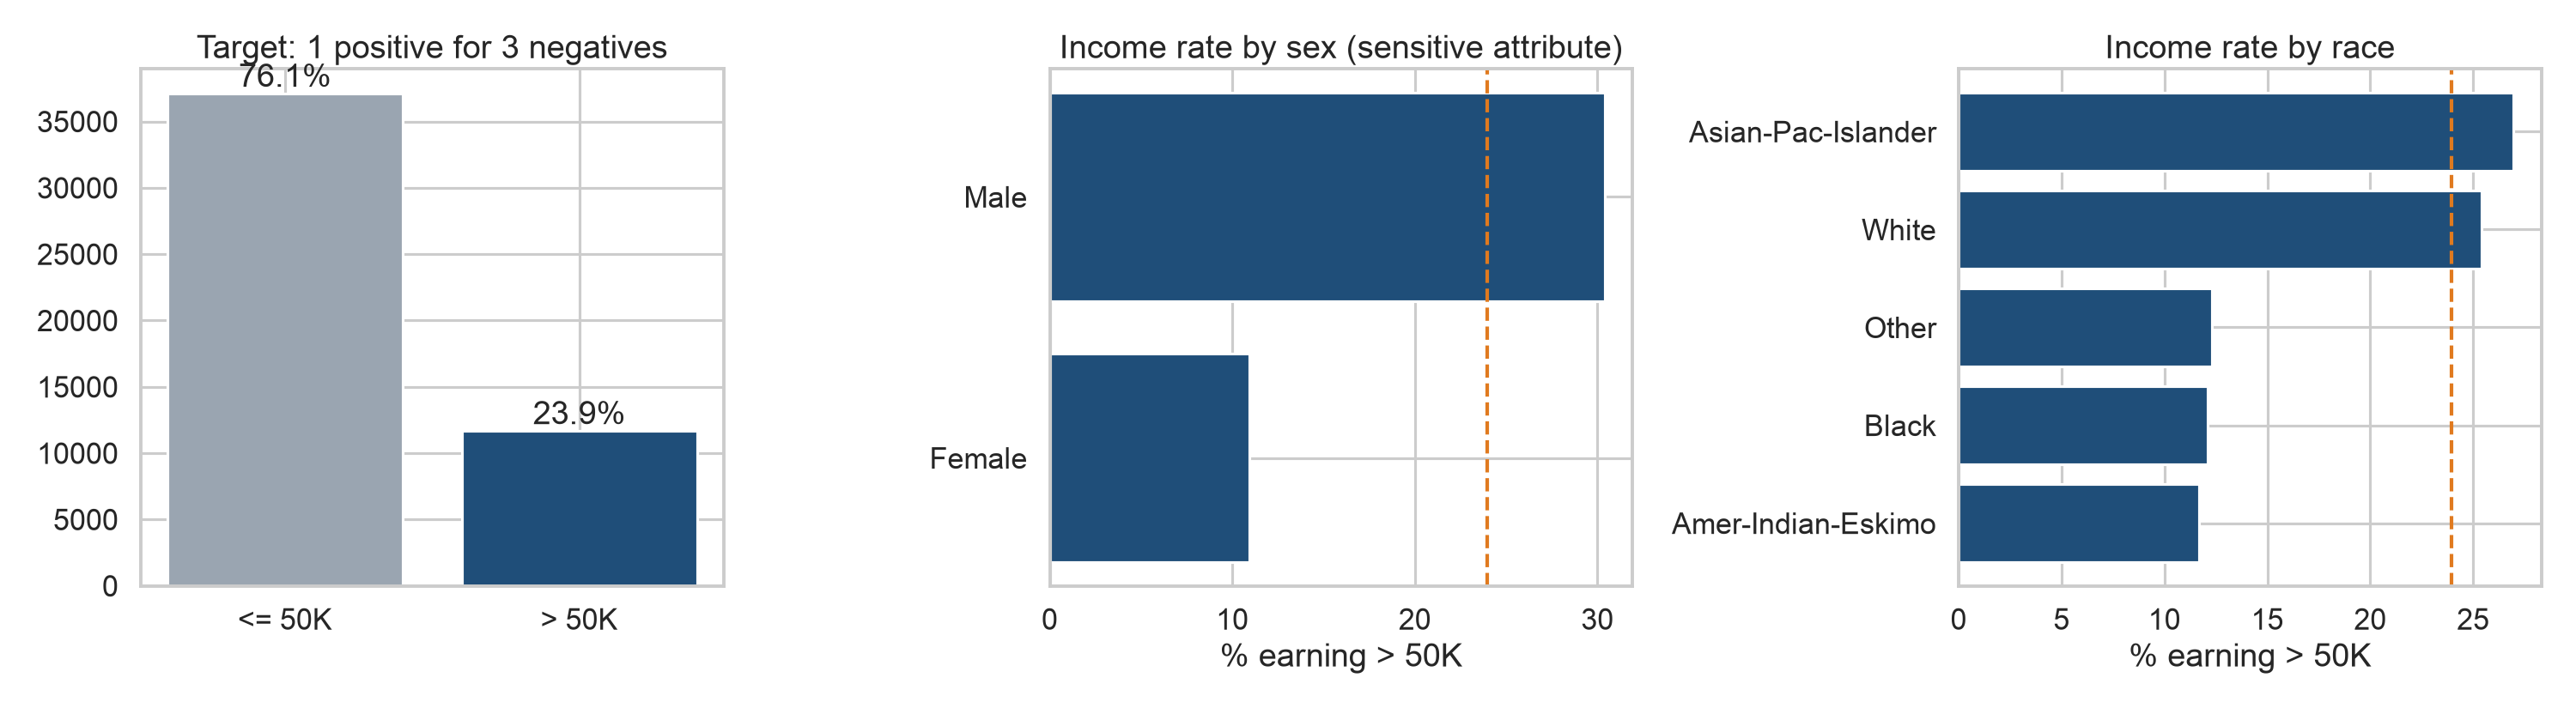 Target: 1 positive for 3 negatives
76.1%
23.9%
35000
30000
25000
20000
15000
10000
5000
0
<= 50K
> 50K
Income rate by sex (sensitive attribute)
Male
Female
0
10
20
30
% earning > 50K
Income rate by race
Asian-Pac-Islander
White
Other
Black
Amer-Indian-Eskimo
0
5
10
15
20
25
% earning > 50K